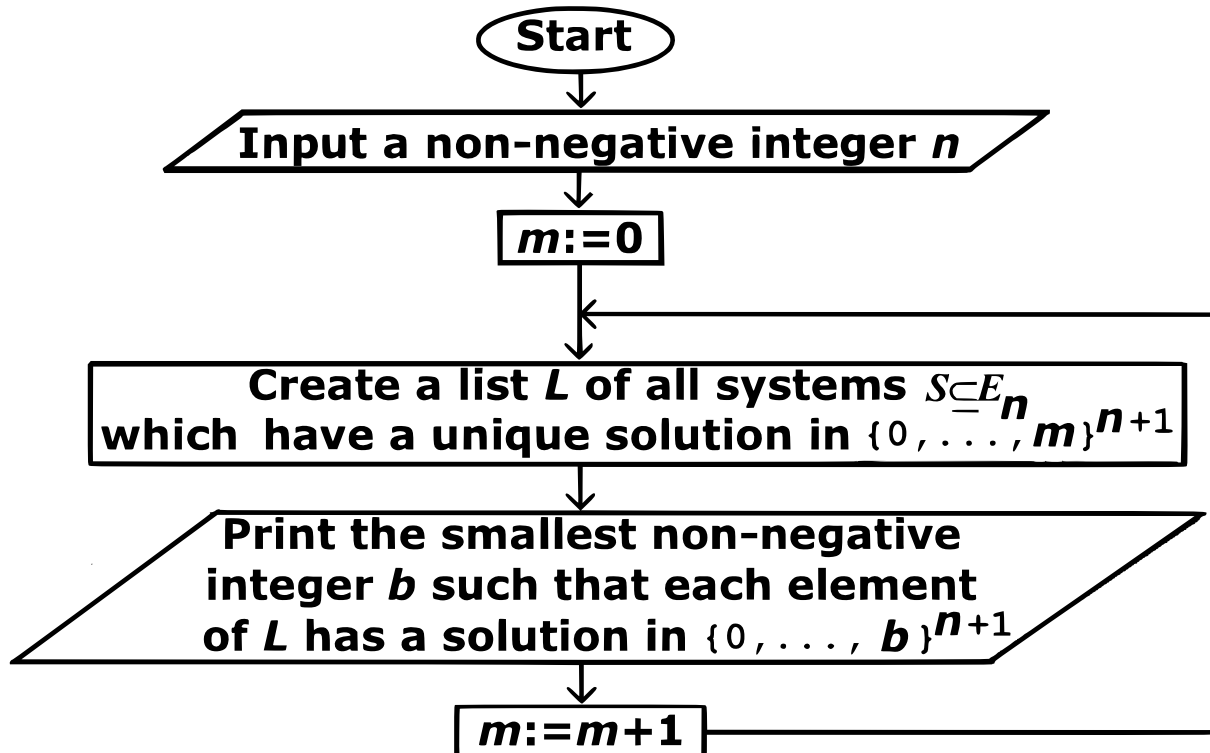 Start
Input a non-negative integer n
m:=0
Create a list L of all systems S⊆Eₙ
which have a unique solution in {0,...,m}ⁿ⁺¹
Print the smallest non-negative
integer b such that each element
of L has a solution in {0,..., b}ⁿ⁺¹
m:=m+1